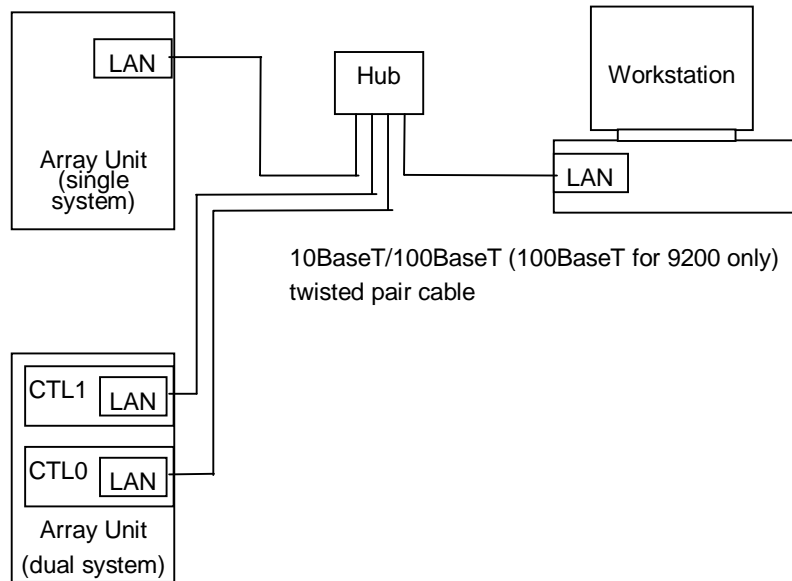 LAN
Array Unit
(single
system)
Hub
Workstation
LAN
10BaseT/100BaseT (100BaseT for 9200 only)
twisted pair cable
CTL1
LAN
CTL0
LAN
Array Unit
(dual system)